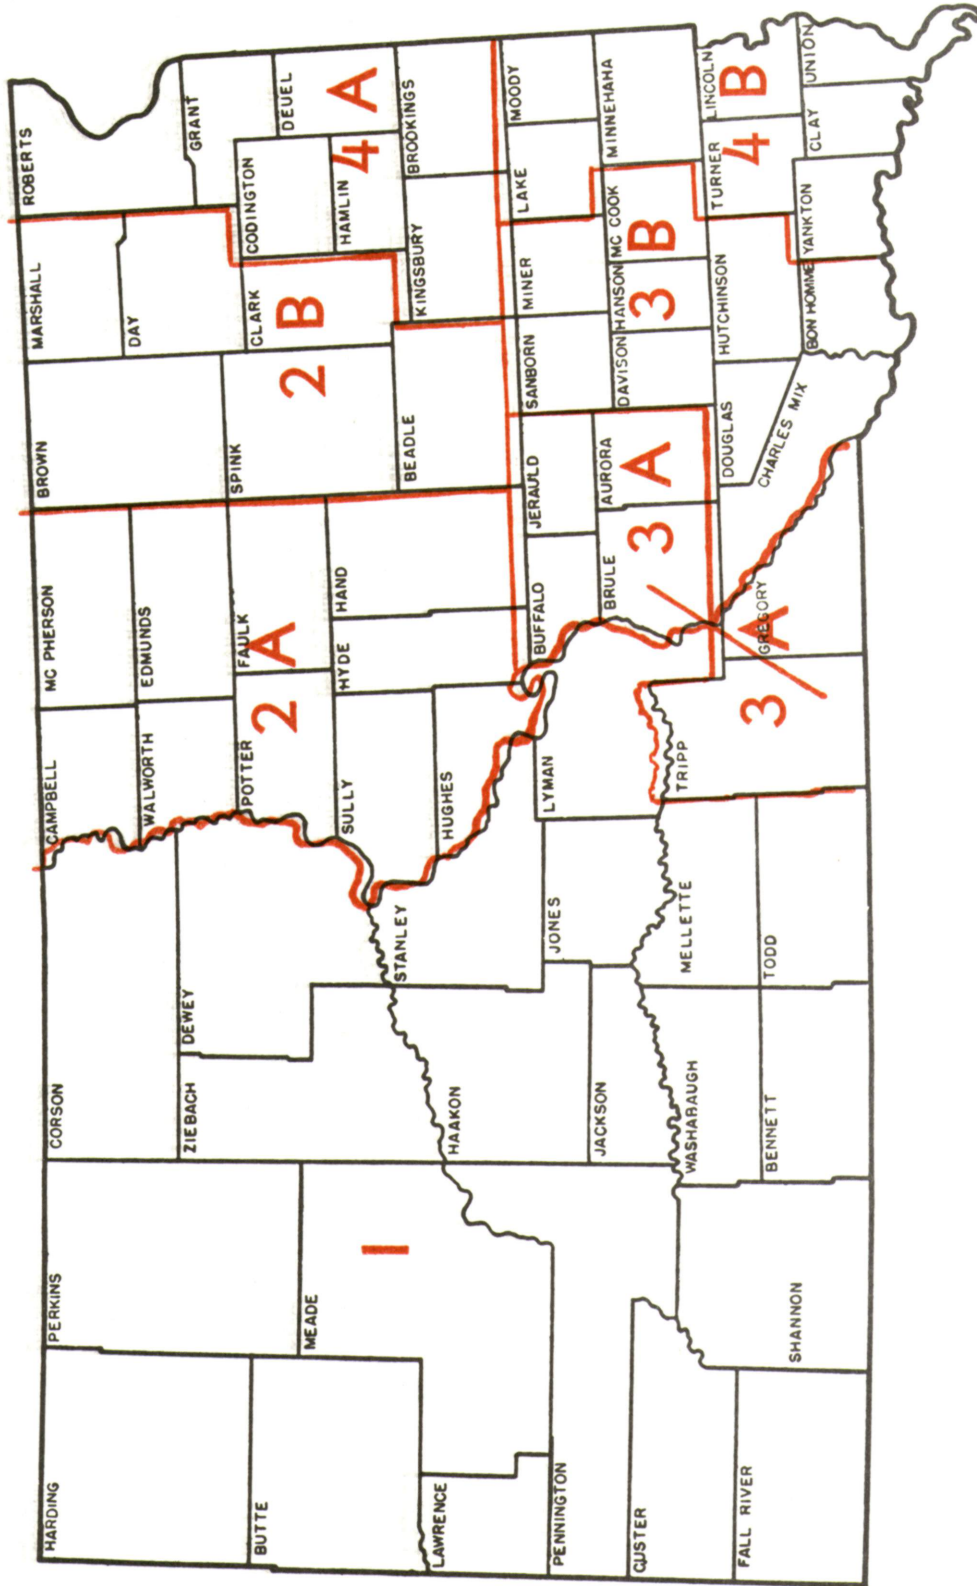 HARDING
PERKINS
CORSON
CAMPBELL
MC PHERSON
BROWN
MARSHALL
ROBERTS
WALWORTH
EDMUNDS
DAY
GRANT
BUTTE
MEADE
ZIEBACH
DEWEY
POTTER
FAULK
SPINK
CLARK
CODINGTON
DEUEL
HAMLIN
2 A
2 B
4 A
1
SULLY
HYDE
HAND
BEADLE
KINGSBURY
BROOKINGS
LAWRENCE
HAAKON
STANLEY
HUGHES
BUFFALO
JERAULD
SANBORN
MINER
LAKE
MOODY
PENNINGTON
JACKSON
JONES
LYMAN
BRULE
AURORA
DAVISON
HANSON
MC COOK
MINNEHAHA
3 A
3 B
CUSTER
WASHABAUGH
MELLETTE
TRIPP
GREGORY
DOUGLAS
HUTCHINSON
TURNER
LINCOLN
3 A
4 B
FALL RIVER
SHANNON
BENNETT
TODD
CHARLES MIX
BON HOMME
YANKTON
CLAY
UNION